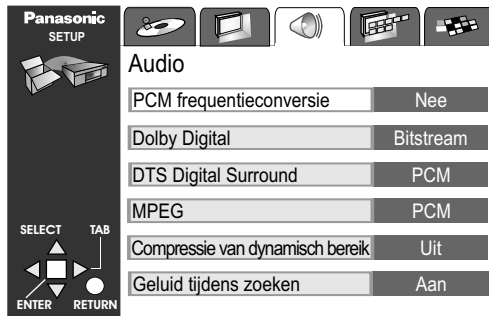 Panasonic
SETUP
Audio
PCM frequentieconversie Nee
Dolby Digital Bitstream
DTS Digital Surround PCM
MPEG PCM
Compressie van dynamisch bereik Uit
Geluid tijdens zoeken Aan
SELECT TAB
ENTER RETURN